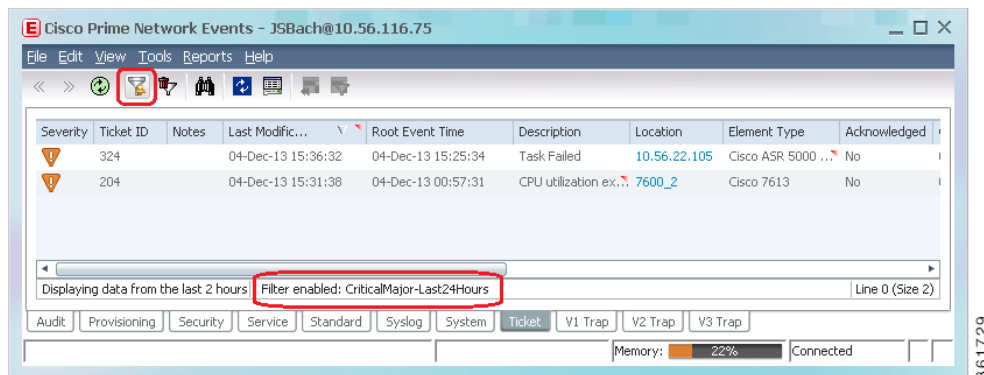 E Cisco Prime Network Events - JSBach@10.56.116.75
File Edit View Tools Reports Help
Severity Ticket ID Notes Last Modific... Root Event Time Description Location Element Type Acknowledged
324 04-Dec-13 15:36:32 04-Dec-13 15:25:34 Task Failed 10.56.22.105 Cisco ASR 5000 ... No
204 04-Dec-13 15:31:38 04-Dec-13 00:57:31 CPU utilization ex... 7600_2 Cisco 7613 No
Displaying data from the last 2 hours Filter enabled: CriticalMajor-Last24Hours Line 0 (Size 2)
Audit Provisioning Security Service Standard Syslog System Ticket V1 Trap V2 Trap V3 Trap
Memory: 22% Connected
361729